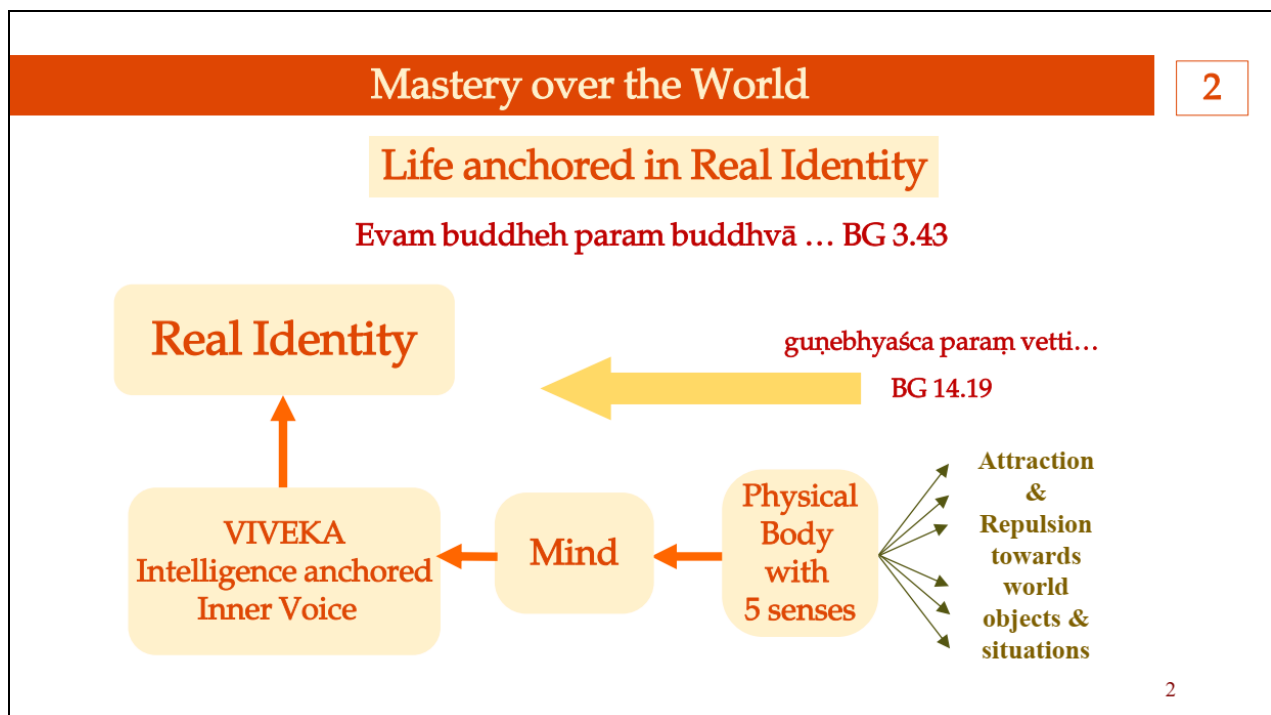 Mastery over the World
2
Life anchored in Real Identity
Evam buddheh param buddhvā … BG 3.43
Real Identity
guṇebhyaśca paraṃ vetti…
BG 14.19
VIVEKA
Intelligence anchored
Inner Voice
Mind
Physical
Body
with
5 senses
Attraction
&
Repulsion
towards
world
objects &
situations
2